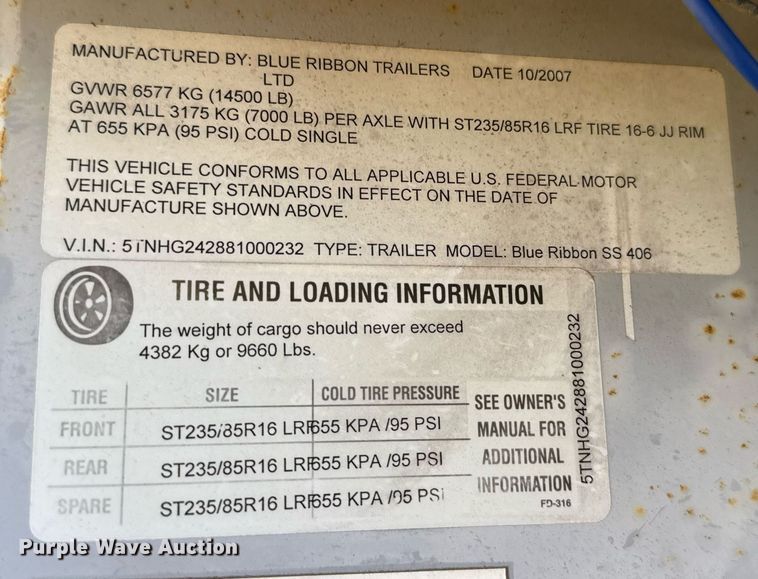 MANUFACTURED BY: BLUE RIBBON TRAILERS DATE 10/2007
LTD
GVWR 6577 KG (14500 LB)
GAWR ALL 3175 KG (7000 LB) PER AXLE WITH ST235/85R16 LRF TIRE 16-6 JJ RIM
AT 655 KPA (95 PSI) COLD SINGLE
THIS VEHICLE CONFORMS TO ALL APPLICABLE U.S. FEDERAL MOTOR
VEHICLE SAFETY STANDARDS IN EFFECT ON THE DATE OF
MANUFACTURE SHOWN ABOVE.
V.I.N.: 5TNHG242881000232 TYPE: TRAILER MODEL: Blue Ribbon SS 406
TIRE AND LOADING INFORMATION
The weight of cargo should never exceed
4382 Kg or 9660 Lbs.
TIRE SIZE COLD TIRE PRESSURE
FRONT ST235/85R16 LRF 655 KPA /95 PSI
REAR ST235/85R16 LRF 655 KPA /95 PSI
SPARE ST235/85R16 LRF 655 KPA /95 PSI
SEE OWNER'S
MANUAL FOR
ADDITIONAL
INFORMATION
FD-316
5TNHG242881000232
Purple Wave Auction